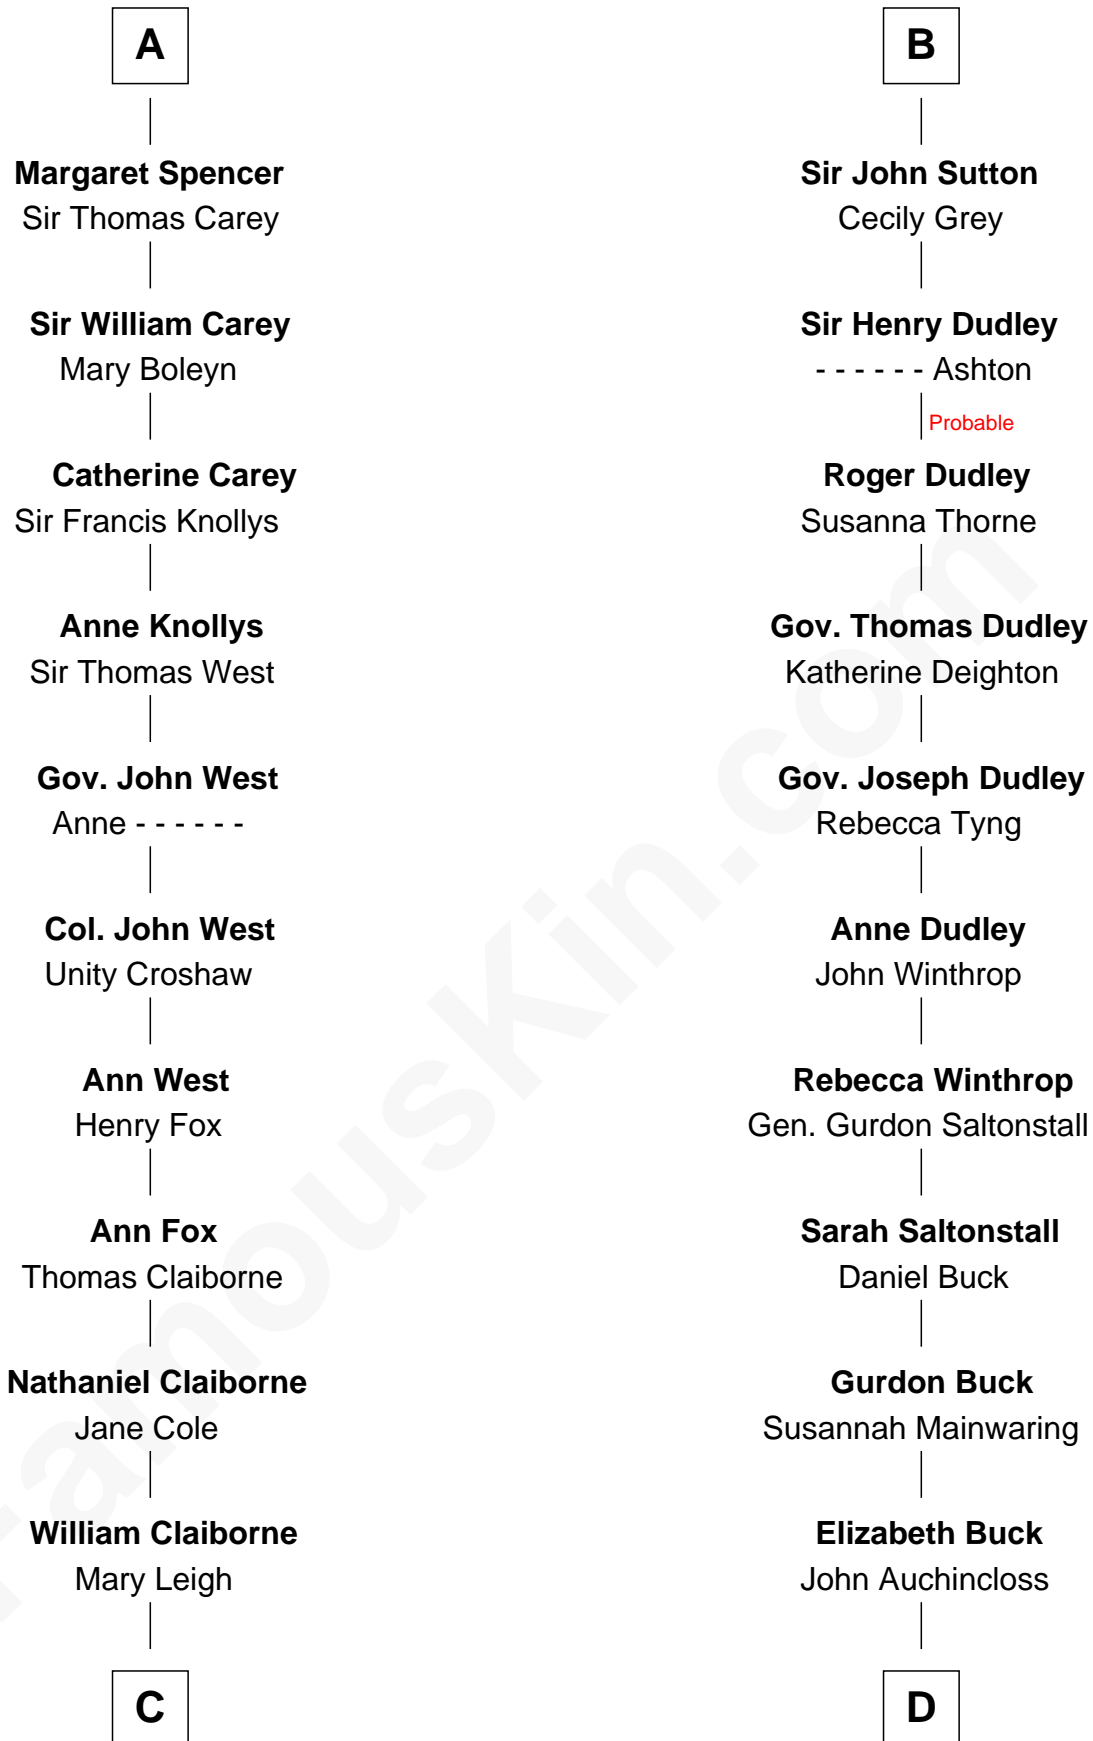 A
Margaret Spencer
Sir Thomas Carey
Sir William Carey
Mary Boleyn
Catherine Carey
Sir Francis Knollys
Anne Knollys
Sir Thomas West
Gov. John West
Anne - - - - - -
Col. John West
Unity Croshaw
Ann West
Henry Fox
Ann Fox
Thomas Claiborne
Nathaniel Claiborne
Jane Cole
William Claiborne
Mary Leigh
C
B
Sir John Sutton
Cecily Grey
Sir Henry Dudley
- - - - - - Ashton
Probable
Roger Dudley
Susanna Thorne
Gov. Thomas Dudley
Katherine Deighton
Gov. Joseph Dudley
Rebecca Tyng
Anne Dudley
John Winthrop
Rebecca Winthrop
Gen. Gurdon Saltonstall
Sarah Saltonstall
Daniel Buck
Gurdon Buck
Susannah Mainwaring
Elizabeth Buck
John Auchincloss
D
FamousKin.com